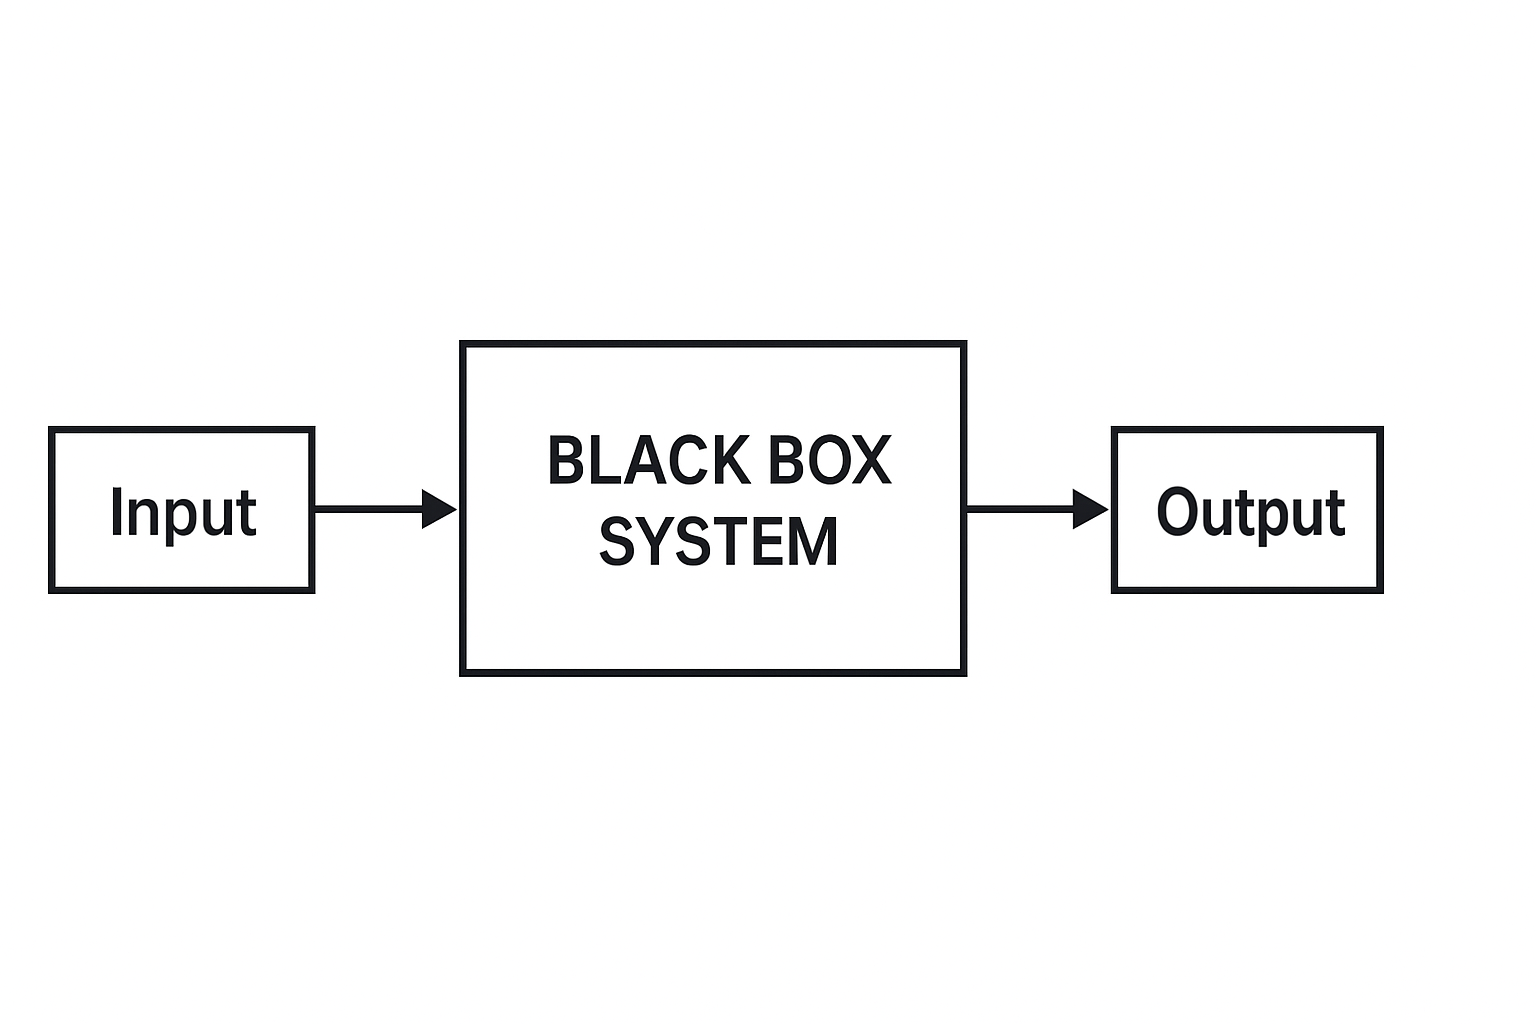 Input
BLACK BOX
SYSTEM
Output